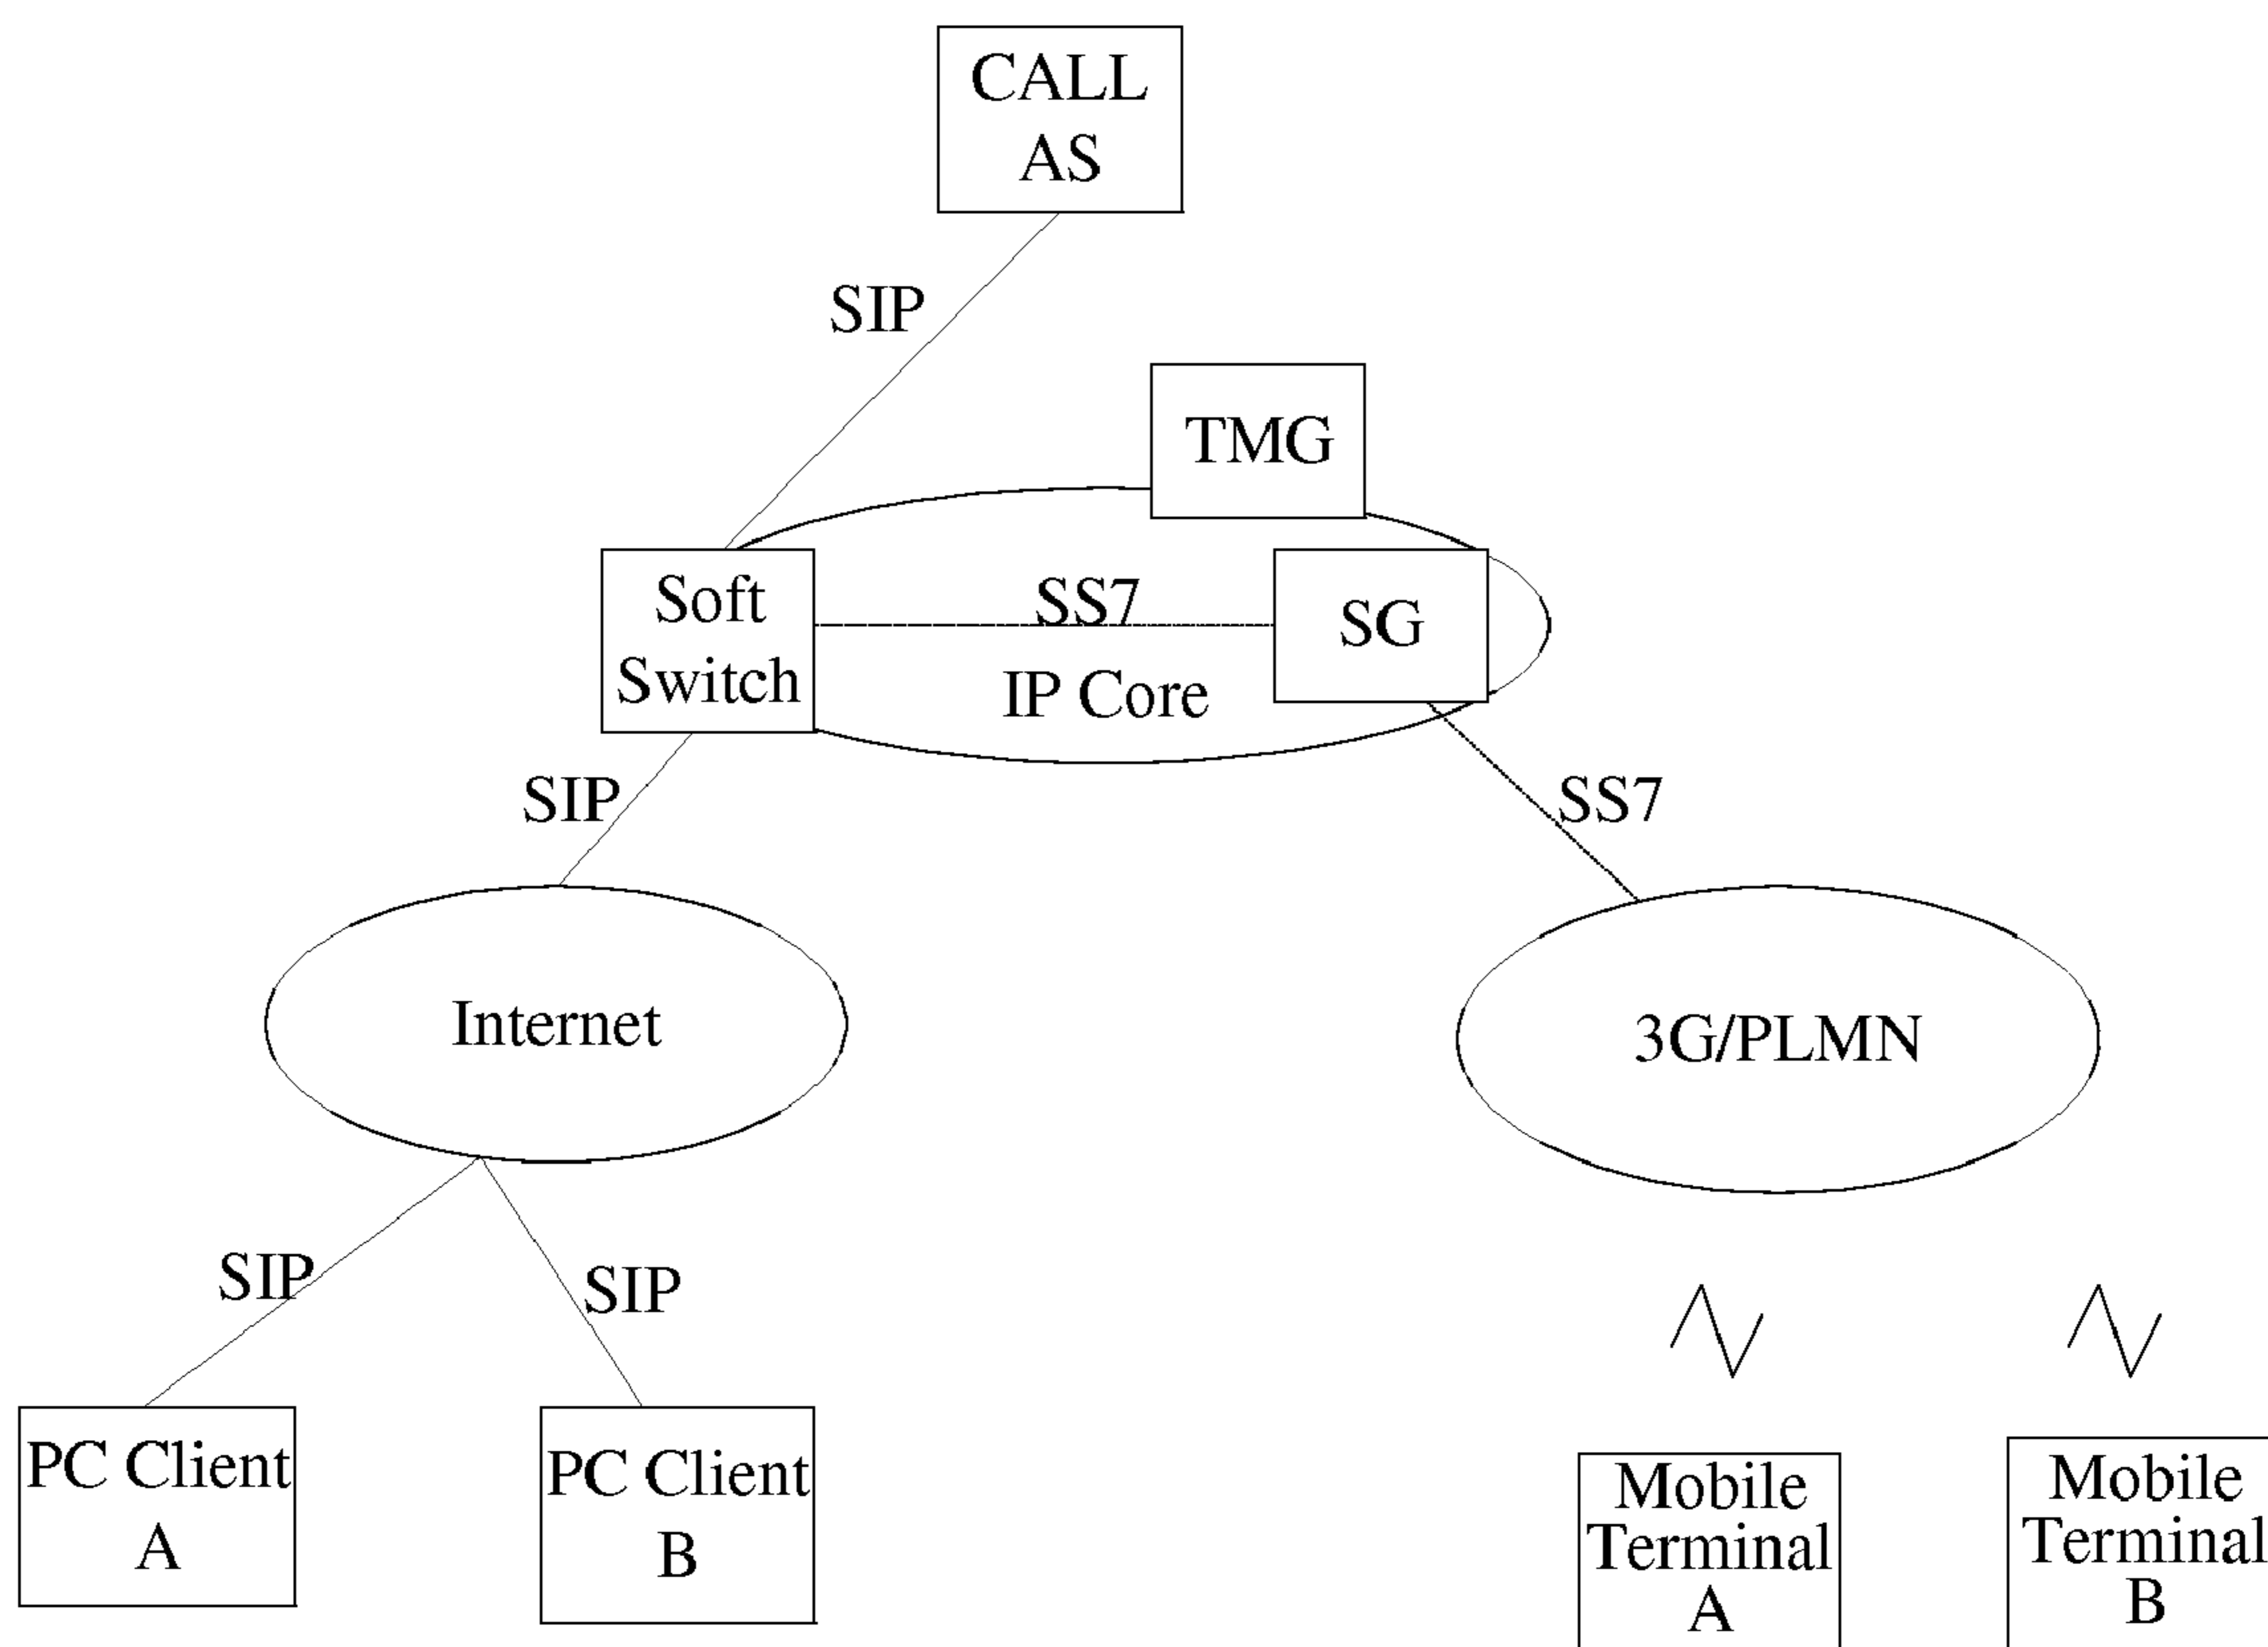 CALL
AS
SIP
TMG
Soft
Switch
SS7
SG
IP Core
SIP
SS7
Internet
3G/PLMN
SIP
SIP
PC Client
A
PC Client
B
Mobile
Terminal
A
Mobile
Terminal
B